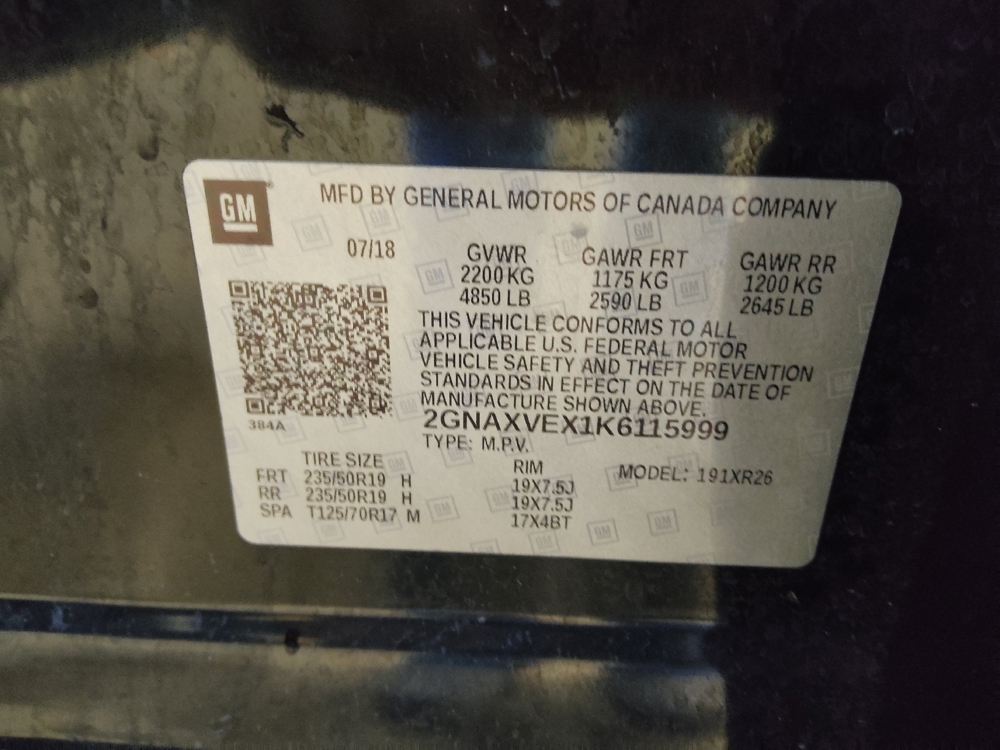 GM
MFD BY GENERAL MOTORS OF CANADA COMPANY
07/18
GVWR GAWR FRT GAWR RR
2200 KG 1175 KG 1200 KG
4850 LB 2590 LB 2645 LB
THIS VEHICLE CONFORMS TO ALL
APPLICABLE U.S. FEDERAL MOTOR
VEHICLE SAFETY AND THEFT PREVENTION
STANDARDS IN EFFECT ON THE DATE OF
MANUFACTURE SHOWN ABOVE.
384A
2GNAXVEX1K6115999
TYPE: M.P.V.
TIRE SIZE RIM MODEL: 191XR26
FRT 235/50R19 H 19X7.5J
RR 235/50R19 H 19X7.5J
SPA T125/70R17 M 17X4BT